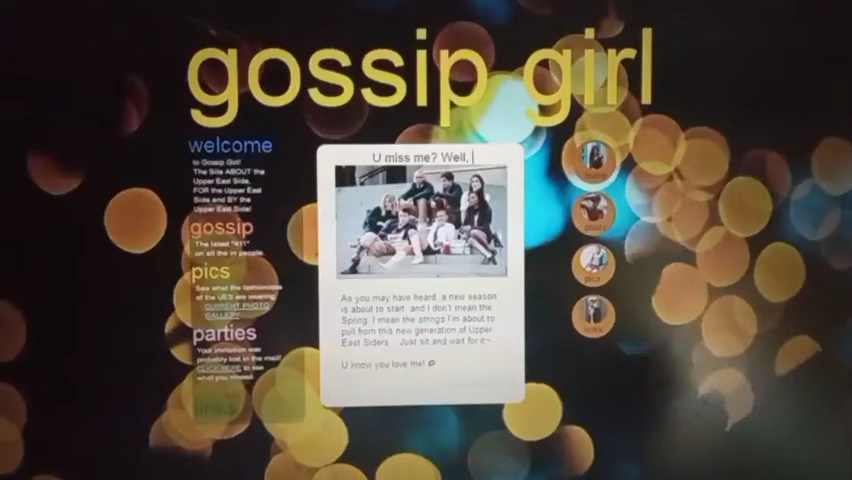 gossip girl
welcome
to Gossip Girl!
The Site ABOUT the
Upper East Side,
FOR the Upper East
Side and BY the
Upper East Side!
gossip
The latest "411"
on all the in people.
pics
See what the fashionistas
of the UES are wearing.
CURRENT PHOTO
GALLERY
parties
Your invitation was
probably lost in the mail!
CLICK HERE to see
what you missed
links
U miss me? Well,
As you may have heard, a new season
is about to start, and I don't mean the
Spring. I mean the strings I'm about to
pull from this new generation of Upper
East Siders... Just sit and wait for it~
U know you love me!
posts
pics
links